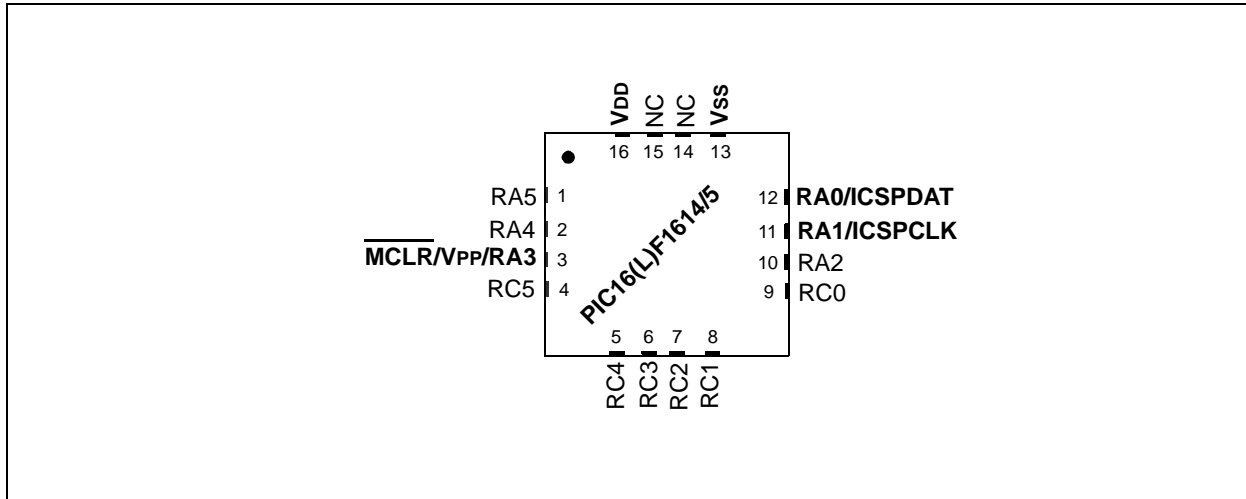 VDD
NC
NC
VSS
16 15 14 13
RA5 1
RA4 2
MCLR/VPP/RA3 3
RC5 4
PIC16(L)F1614/5
12 RA0/ICSPDAT
11 RA1/ICSPCLK
10 RA2
9 RC0
5 6 7 8
RC4
RC3
RC2
RC1